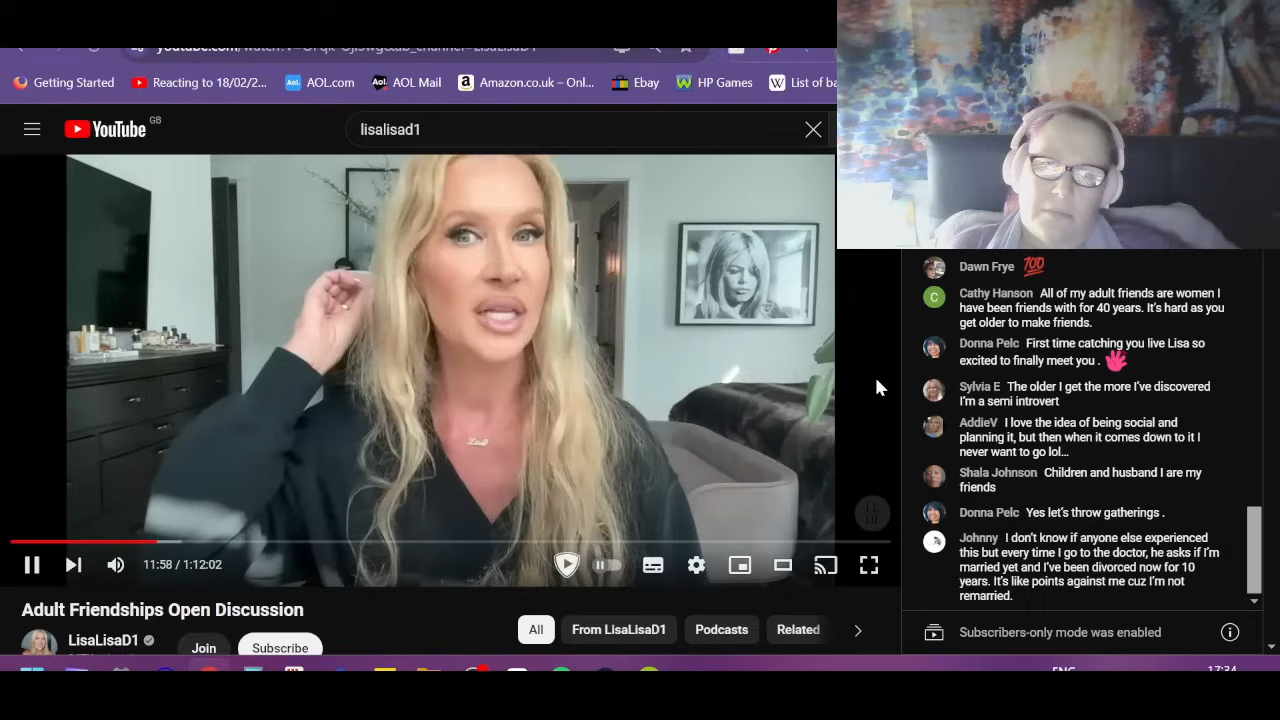 Getting Started
Reacting to 18/02/2...
Aol.
AOL.com
Aol.
AOL Mail
Amazon.co.uk – Onl...
Ebay
HP Games
W
List of ba
YouTube GB
lisalisad1
Dawn Frye 💯
C
Cathy Hanson All of my adult friends are women I
have been friends with for 40 years. It's hard as you
get older to make friends.
Donna Pelc First time catching you live Lisa so
excited to finally meet you .
Sylvia E The older I get the more I've discovered
I'm a semi introvert
AddieV I love the idea of being social and
planning it, but then when it comes down to it I
never want to go lol...
Shala Johnson Children and husband I are my
friends
Donna Pelc Yes let's throw gatherings .
Johnny I don't know if anyone else experienced
this but every time I go to the doctor, he asks if I'm
married yet and I've been divorced now for 10
years. It's like points against me cuz I'm not
remarried.
11:58 / 1:12:02
Adult Friendships Open Discussion
LisaLisaD1
Join
Subscribe
All
From LisaLisaD1
Podcasts
Related
Subscribers-only mode was enabled
ENG
17:34